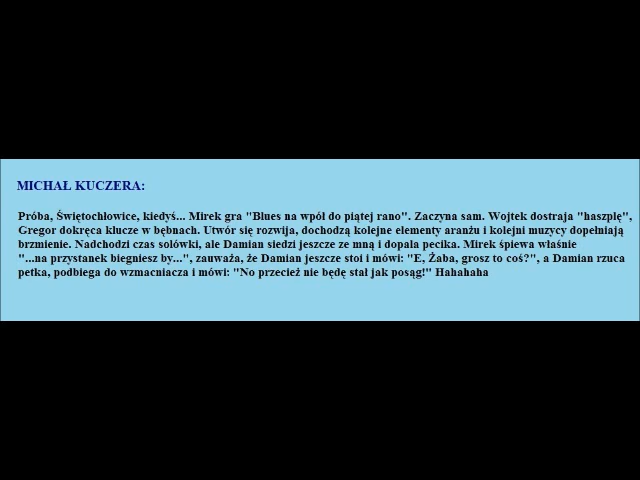 MICHAŁ KUCZERA:
Próba, Świętochłowice, kiedyś... Mirek gra "Blues na wpół do piątej rano". Zaczyna sam. Wojtek dostraja "haszplę",
Gregor dokręca klucze w bębnach. Utwór się rozwija, dochodzą kolejne elementy aranżu i kolejni muzycy dopełniają
brzmienie. Nadchodzi czas solówki, ale Damian siedzi jeszcze ze mną i dopala pecika. Mirek śpiewa właśnie
"...na przystanek biegniesz by...", zauważa, że Damian jeszcze stoi i mówi: "E, Żaba, grosz to coś?", a Damian rzuca
petka, podbiega do wzmacniacza i mówi: "No przecież nie będę stał jak posąg!" Hahahaha